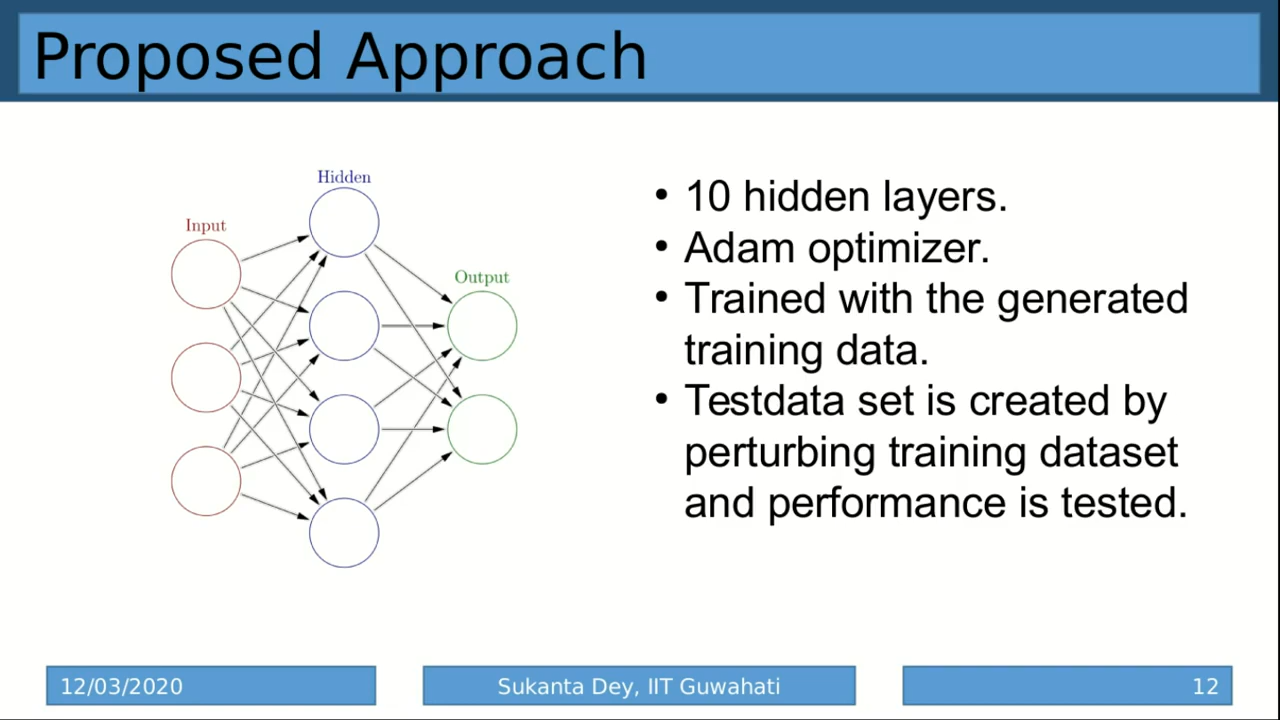 Proposed Approach
Hidden
Input
Output
• 10 hidden layers.
• Adam optimizer.
• Trained with the generated
training data.
• Testdata set is created by
perturbing training dataset
and performance is tested.
12/03/2020
Sukanta Dey, IIT Guwahati
12